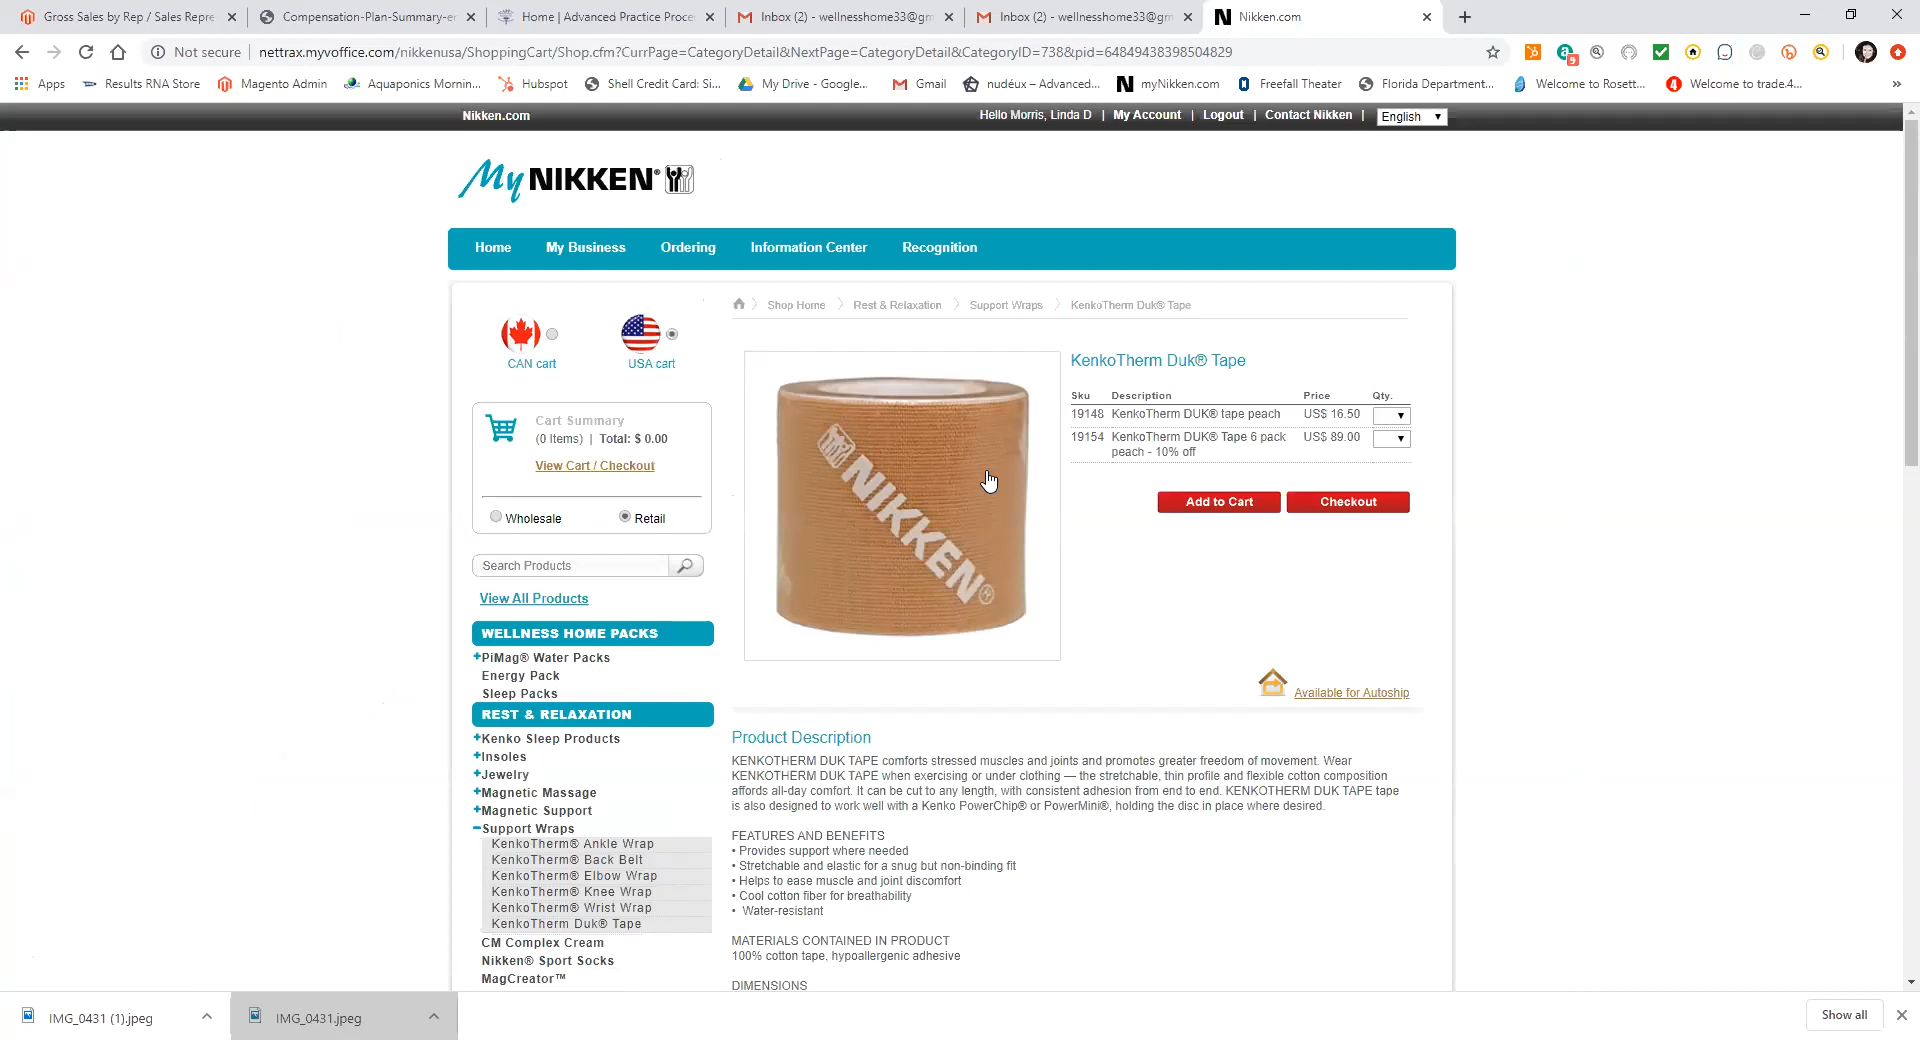 Gross Sales by Rep / Sales Repre
Compensation-Plan-Summary-er
Home | Advanced Practice Proce
Inbox (2) - wellnesshome33@gm
Inbox (2) - wellnesshome33@gm
Nikken.com
Not secure | nettrax.myvoffice.com/nikkenusa/ShoppingCart/Shop.cfm?CurrPage=CategoryDetail&NextPage=CategoryDetail&CategoryID=738&pid=64849438398504829
Apps
Results RNA Store
Magento Admin
Aquaponics Mornin...
Hubspot
Shell Credit Card: Si...
My Drive - Google...
Gmail
nudéux – Advanced...
myNikken.com
Freefall Theater
Florida Department...
Welcome to Rosett...
Welcome to trade.4...
Nikken.com
Hello Morris, Linda D | My Account | Logout | Contact Nikken |
English
My NIKKEN®
Home
My Business
Ordering
Information Center
Recognition
CAN cart
USA cart
Cart Summary
(0 Items) | Total: $ 0.00
View Cart / Checkout
Wholesale
Retail
Search Products
View All Products
WELLNESS HOME PACKS
+PiMag® Water Packs
Energy Pack
Sleep Packs
REST & RELAXATION
+Kenko Sleep Products
+Insoles
+Jewelry
+Magnetic Massage
+Magnetic Support
-Support Wraps
KenkoTherm® Ankle Wrap
KenkoTherm® Back Belt
KenkoTherm® Elbow Wrap
KenkoTherm® Knee Wrap
KenkoTherm® Wrist Wrap
KenkoTherm Duk® Tape
CM Complex Cream
Nikken® Sport Socks
MagCreator™
Shop Home
Rest & Relaxation
Support Wraps
KenkoTherm Duk® Tape
NIKKEN®
KenkoTherm Duk® Tape
Sku Description Price Qty.
19148 KenkoTherm DUK® tape peach US$ 16.50
19154 KenkoTherm DUK® Tape 6 pack US$ 89.00
peach - 10% off
Add to Cart
Checkout
Available for Autoship
Product Description
KENKOTHERM DUK TAPE comforts stressed muscles and joints and promotes greater freedom of movement. Wear
KENKOTHERM DUK TAPE when exercising or under clothing — the stretchable, thin profile and flexible cotton composition
affords all-day comfort. It can be cut to any length, with consistent adhesion from end to end. KENKOTHERM DUK TAPE tape
is also designed to work well with a Kenko PowerChip® or PowerMini®, holding the disc in place where desired.
FEATURES AND BENEFITS
• Provides support where needed
• Stretchable and elastic for a snug but non-binding fit
• Helps to ease muscle and joint discomfort
• Cool cotton fiber for breathability
• Water-resistant
MATERIALS CONTAINED IN PRODUCT
100% cotton tape, hypoallergenic adhesive
DIMENSIONS
IMG_0431 (1).jpeg
IMG_0431.jpeg
Show all